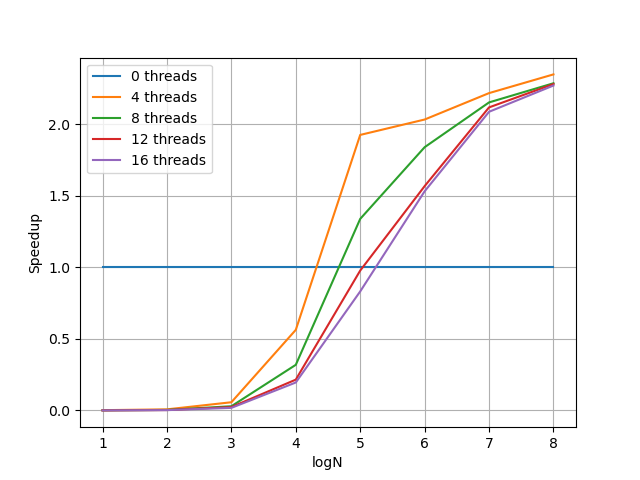 0 threads
4 threads
8 threads
12 threads
16 threads
Speedup
2.0
1.5
1.0
0.5
0.0
1 2 3 4 5 6 7 8
logN